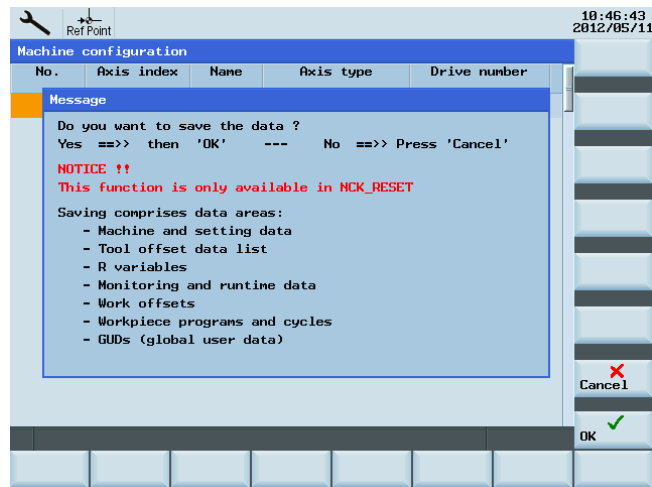 10:46:43
Ref Point
2012/05/11
Machine configuration
No. Axis index Name Axis type Drive number
Message
Do you want to save the data ?
Yes ==>> then 'OK' --- No ==>> Press 'Cancel'
NOTICE !!
This function is only available in NCK_RESET
Saving comprises data areas:
- Machine and setting data
- Tool offset data list
- R variables
- Monitoring and runtime data
- Work offsets
- Workpiece programs and cycles
- GUDs (global user data)
Cancel
OK